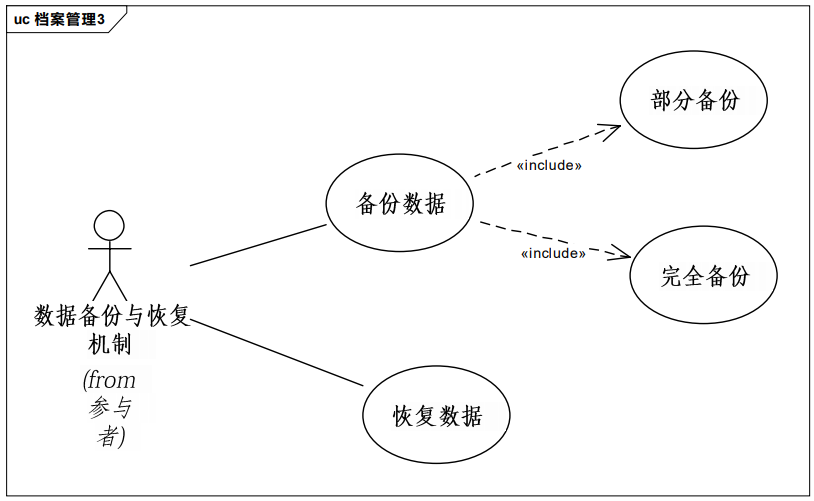 uc 档案管理3
部分备份
«include»
备份数据
«include»
完全备份
数据备份与恢复
机制
(from
参与
者)
恢复数据